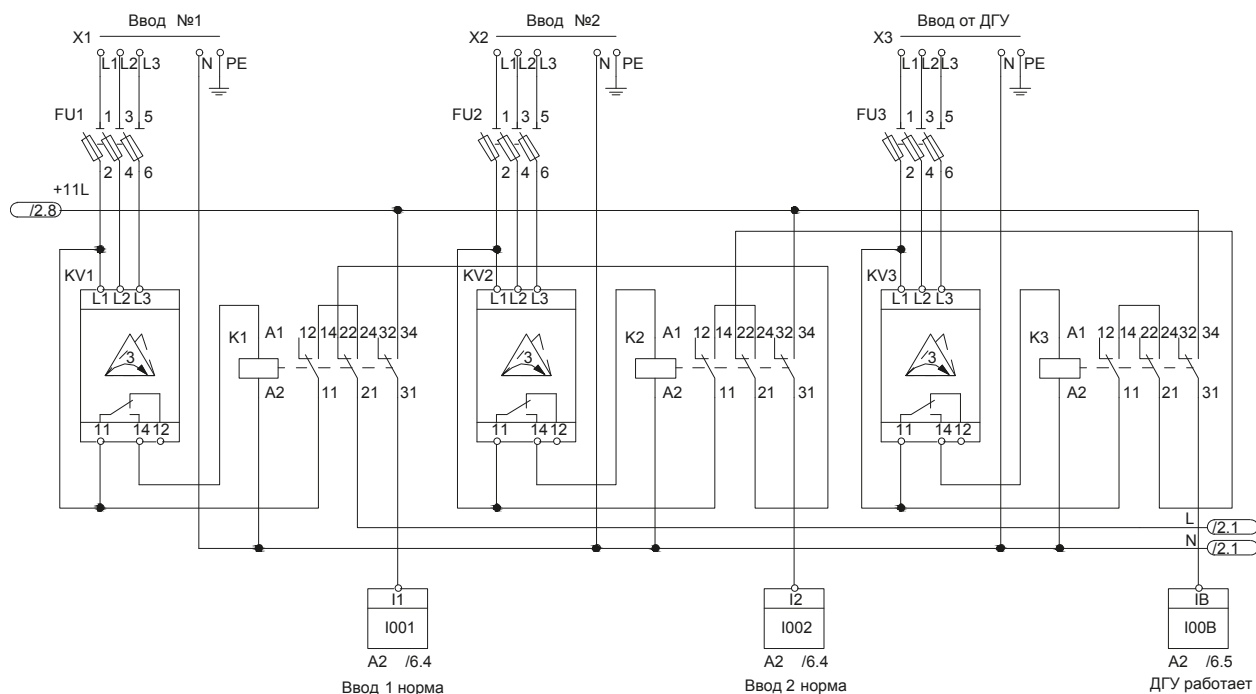 Ввод №1 Ввод №2 Ввод от ДГУ
X1 X2 X3
L1 L2 L3 N PE L1 L2 L3 N PE L1 L2 L3 N PE
FU1 1 3 5 FU2 1 3 5 FU3 1 3 5
2 4 6 2 4 6 2 4 6
+11L
/2.8
KV1 KV2 KV3
L1 L2 L3 L1 L2 L3 L1 L2 L3
K1 A1 12 14 22 24 32 34 K2 A1 12 14 22 24 32 34 K3 A1 12 14 22 24 32 34
3 3 3
A2 11 21 31 A2 11 21 31 A2 11 21 31
11 14 12 11 14 12 11 14 12
L /2.1
N /2.1
I1 I2 IB
I001 I002 I00B
A2 /6.4 A2 /6.4 A2 /6.5
Ввод 1 норма Ввод 2 норма ДГУ работает